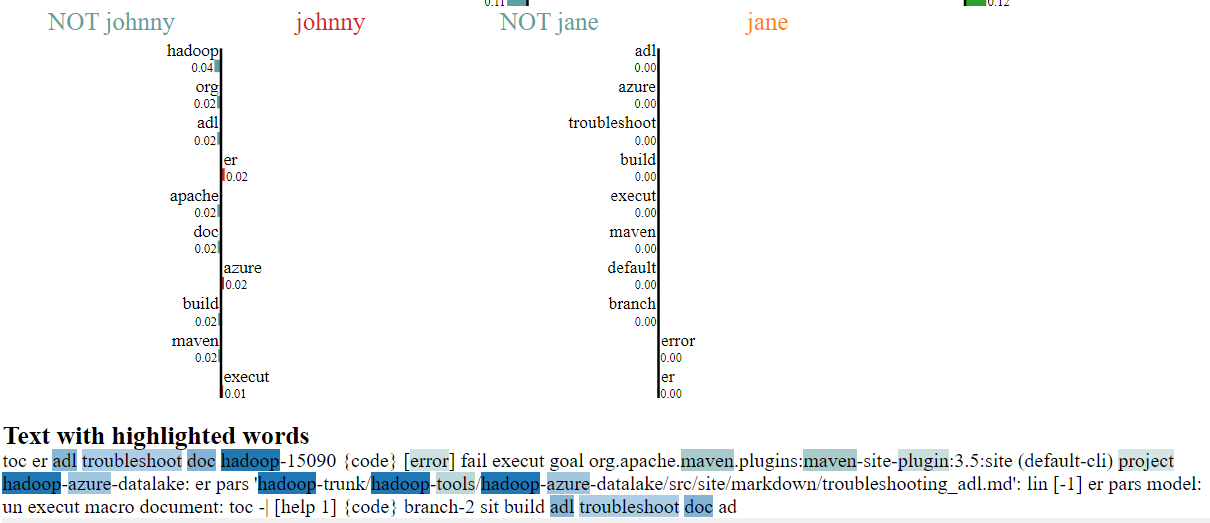 0.11 0.12
NOT johnny johnny NOT jane jane
hadoop adl
0.04 0.00
org azure
0.02 0.00
adl troubleshoot
0.02 0.00
er build
0.02 0.00
apache execut
0.02 0.00
doc maven
0.02 0.00
azure default
0.02 0.00
build branch
0.02 0.00
maven error
0.02 0.00
execut er
0.01 0.00
Text with highlighted words
toc er adl troubleshoot doc hadoop-15090 {code} [error] fail execut goal org.apache.maven.plugins:maven-site-plugin:3.5:site (default-cli) project
hadoop-azure-datalake: er pars 'hadoop-trunk/hadoop-tools/hadoop-azure-datalake/src/site/markdown/troubleshooting_adl.md': lin [-1] er pars model:
un execut macro document: toc -| [help 1] {code} branch-2 sit build adl troubleshoot doc ad